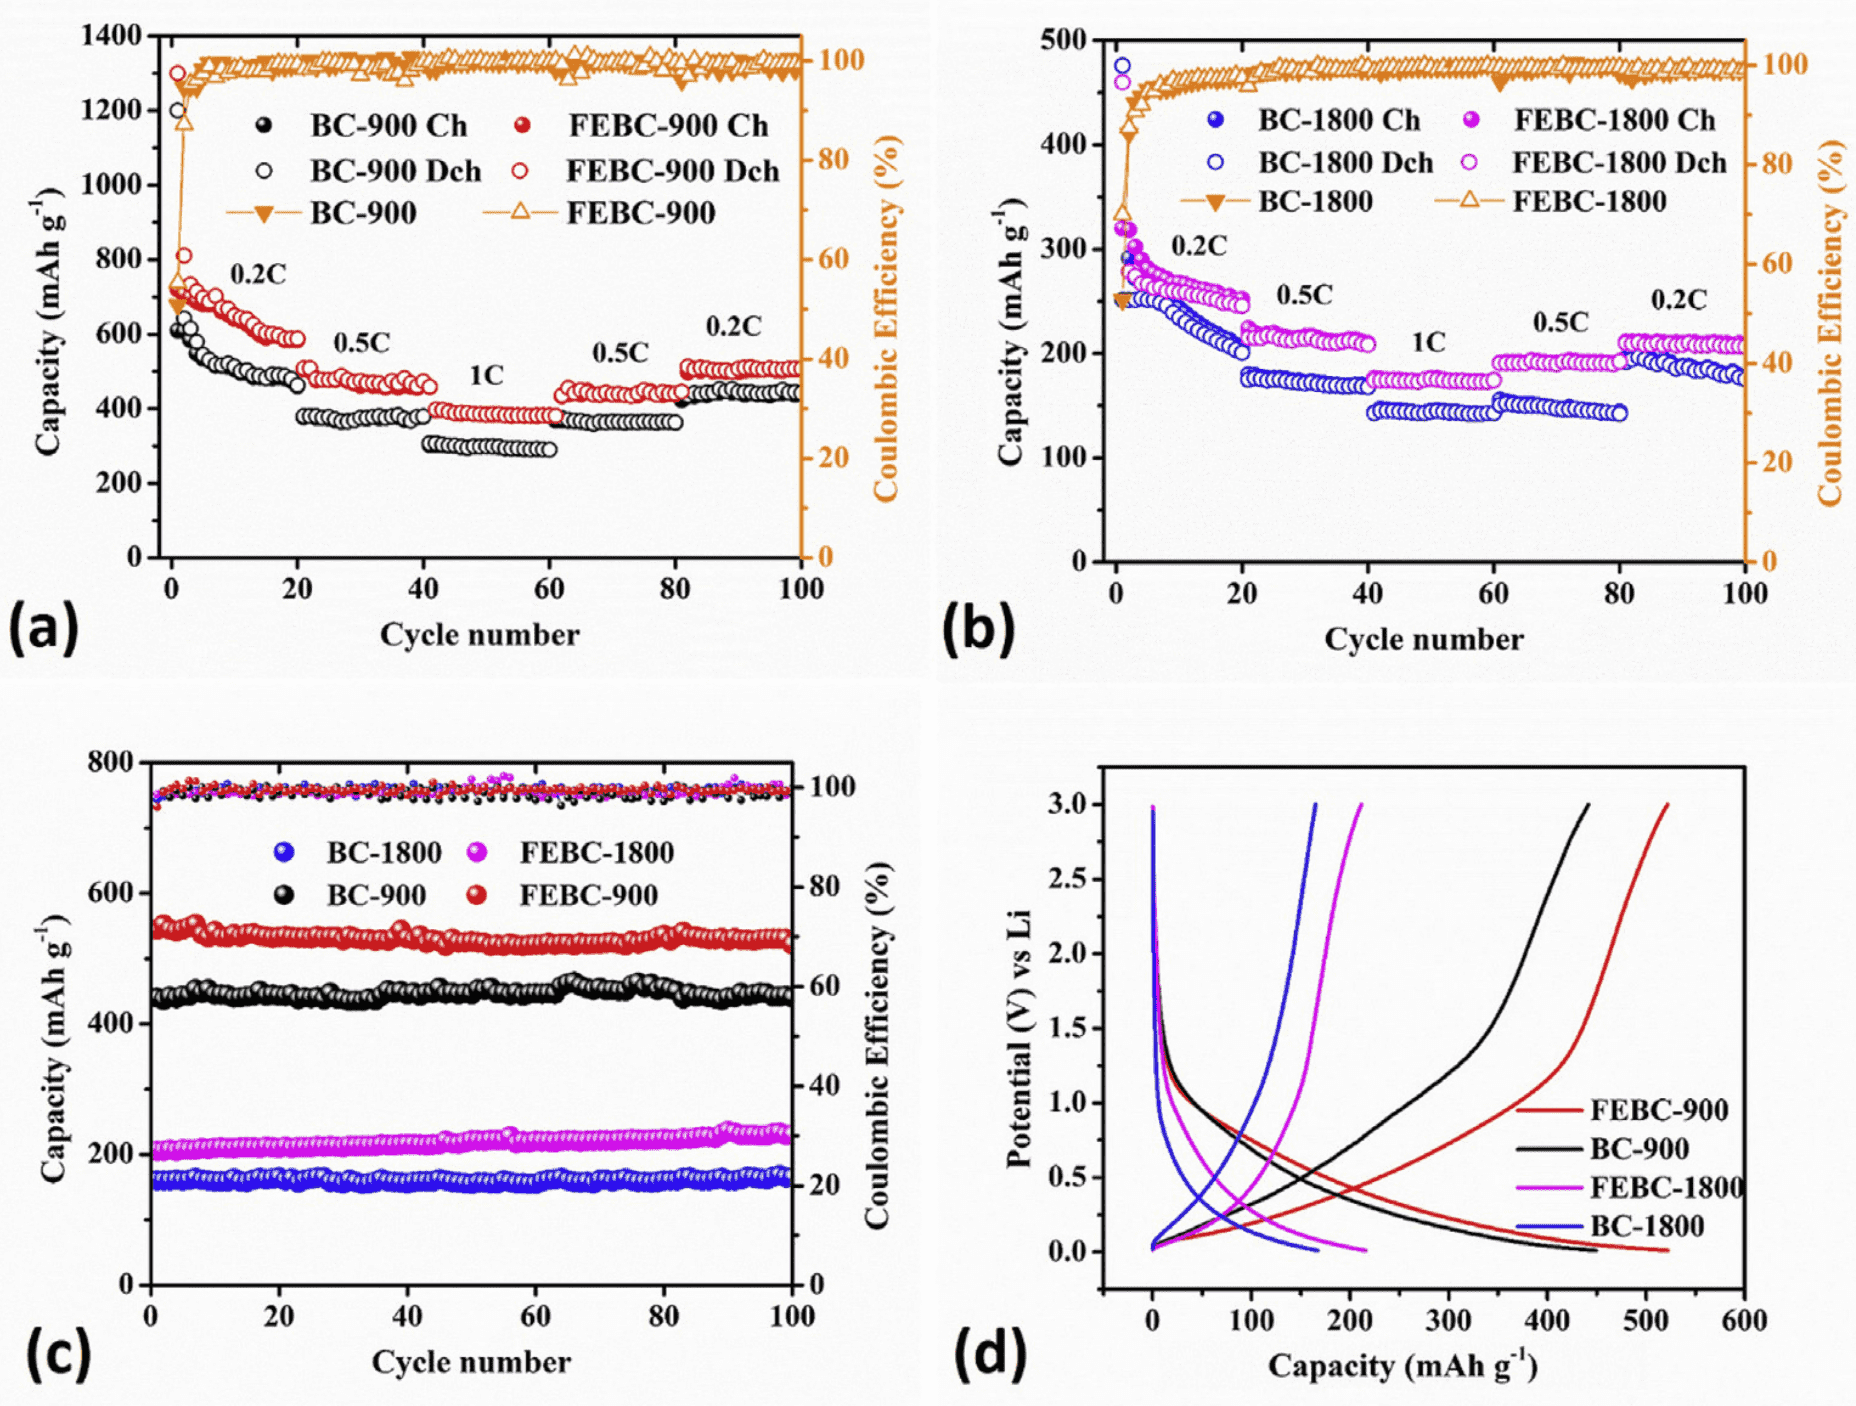 1400
1200
1000
800
600
400
200
0
Capacity (mAh g⁻¹)
BC-900 Ch
FEBC-900 Ch
BC-900 Dch
FEBC-900 Dch
BC-900
FEBC-900
0.2C
0.5C
1C
0.5C
0.2C
100
80
60
40
20
0
Coulombic Efficiency (%)
0 20 40 60 80 100
Cycle number
(a)
500
400
300
200
100
0
Capacity (mAh g⁻¹)
BC-1800 Ch
FEBC-1800 Ch
BC-1800 Dch
FEBC-1800 Dch
BC-1800
FEBC-1800
0.2C
0.5C
1C
0.5C
0.2C
100
80
60
40
20
0
Coulombic Efficiency (%)
0 20 40 60 80 100
Cycle number
(b)
800
600
400
200
0
Capacity (mAh g⁻¹)
BC-1800
FEBC-1800
BC-900
FEBC-900
100
80
60
40
20
0
Coulombic Efficiency (%)
0 20 40 60 80 100
Cycle number
(c)
3.0
2.5
2.0
1.5
1.0
0.5
0.0
Potential (V) vs Li
FEBC-900
BC-900
FEBC-1800
BC-1800
0 100 200 300 400 500 600
Capacity (mAh g⁻¹)
(d)